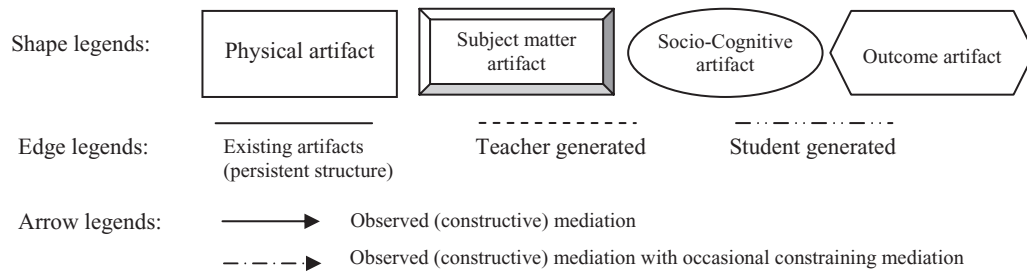 Shape legends:
Physical artifact
Subject matter
artifact
Socio-Cognitive
artifact
Outcome artifact
Edge legends:
Existing artifacts
(persistent structure)
Teacher generated
Student generated
Arrow legends:
Observed (constructive) mediation
Observed (constructive) mediation with occasional constraining mediation